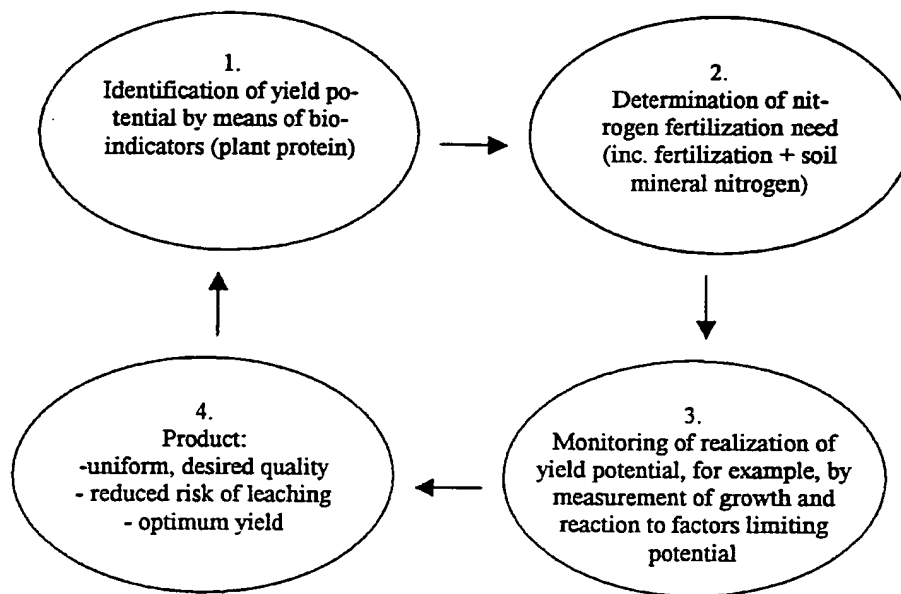 1.
Identification of yield po-
tential by means of bio-
indicators (plant protein)
2.
Determination of nit-
rogen fertilization need
(inc. fertilization + soil
mineral nitrogen)
3.
Monitoring of realization of
yield potential, for example, by
measurement of growth and
reaction to factors limiting
potential
4.
Product:
-uniform, desired quality
- reduced risk of leaching
- optimum yield